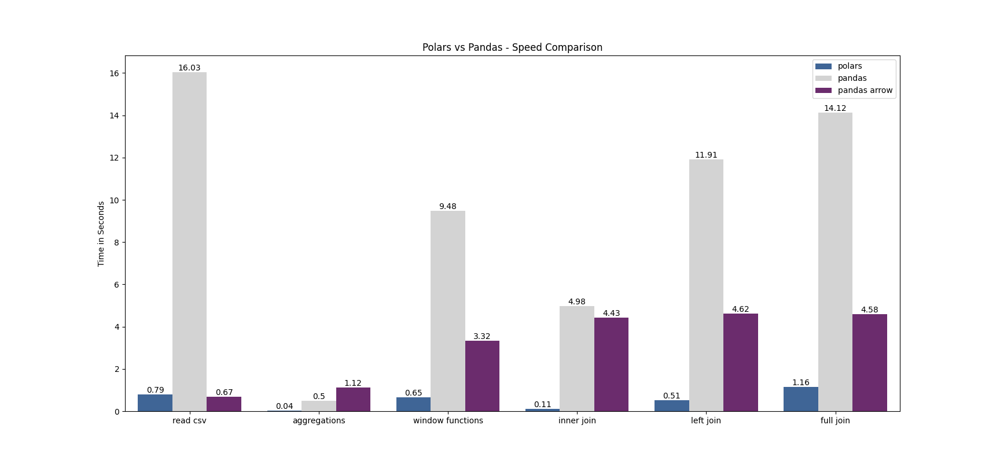 Polars vs Pandas - Speed Comparison
polars
pandas
pandas arrow
Time in Seconds
16
14
12
10
8
6
4
2
0
0.79
16.03
0.67
0.04
0.5
1.12
0.65
9.48
3.32
0.11
4.98
4.43
0.51
11.91
4.62
1.16
14.12
4.58
read csv
aggregations
window functions
inner join
left join
full join